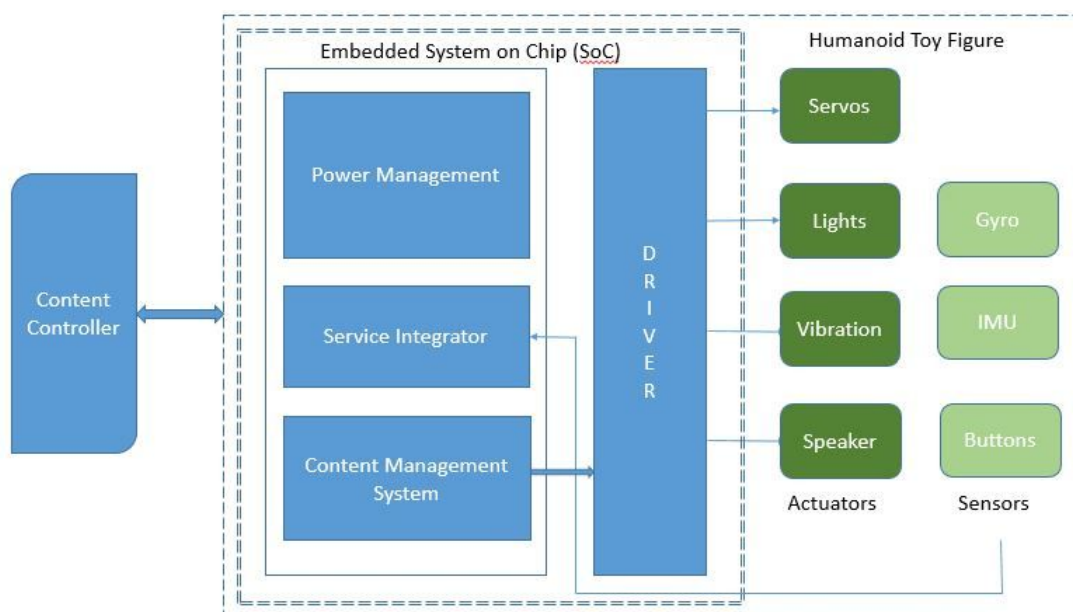 Embedded System on Chip (SoC)
Humanoid Toy Figure
Power Management
Service Integrator
Content Management
System
Content
Controller
D
R
I
V
E
R
Servos
Lights
Vibration
Speaker
Actuators
Gyro
IMU
Buttons
Sensors